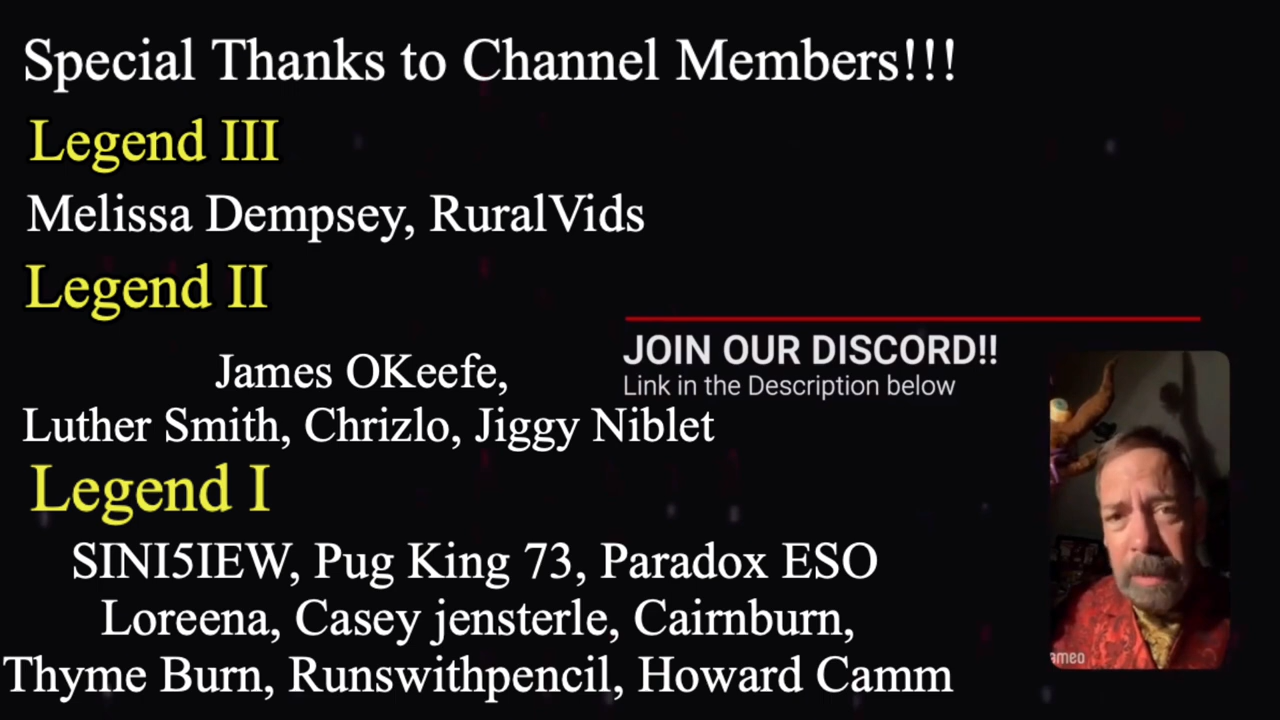 Special Thanks to Channel Members!!!
Legend III
Melissa Dempsey, RuralVids
Legend II
James OKeefe,
Luther Smith, Chrizlo, Jiggy Niblet
JOIN OUR DISCORD!!
Link in the Description below
Legend I
SINI5IEW, Pug King 73, Paradox ESO
Loreena, Casey jensterle, Cairnburn,
Thyme Burn, Runswithpencil, Howard Camm
ameo